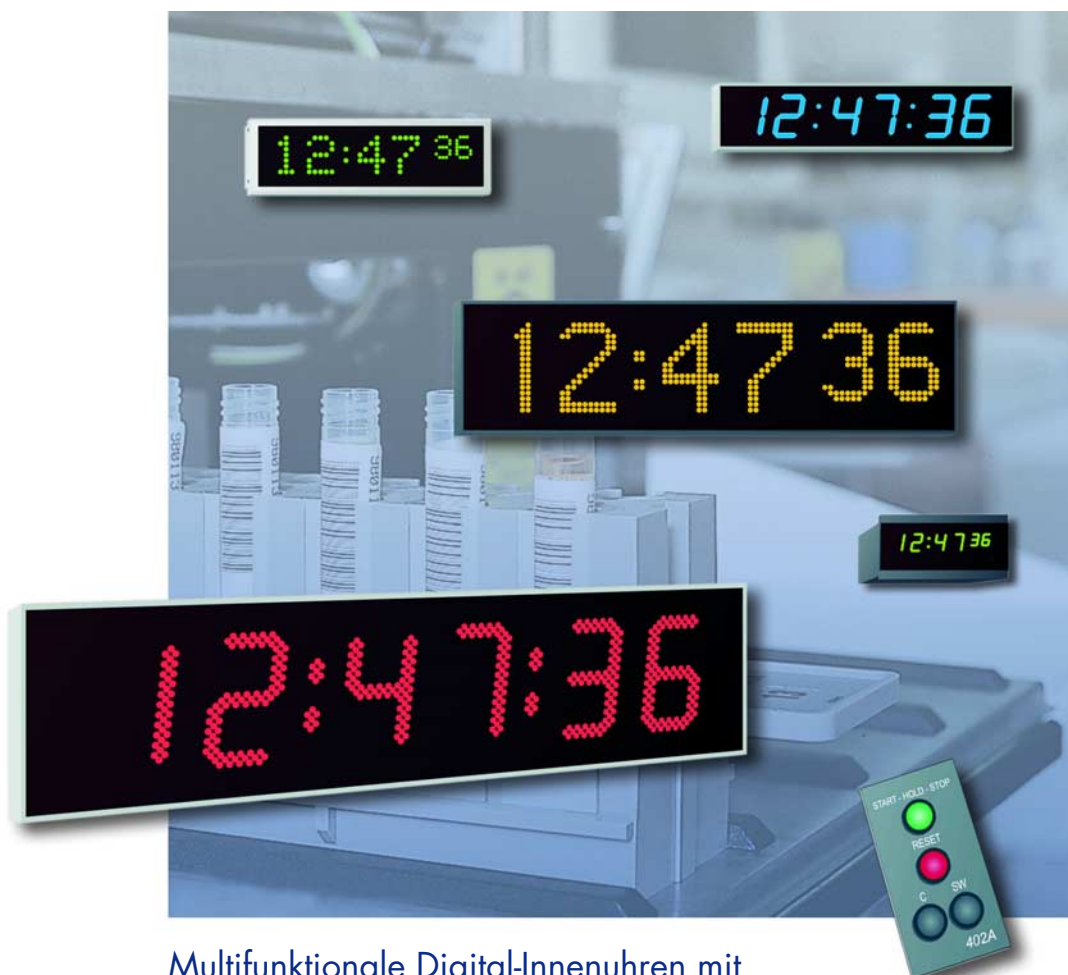 12:47:36
12:47 36
12:47 36
12:47 36
12:47:36
START - HOLD - STOP
RESET
C SW
402A
Multifunktionale Digital-Innenuhren mit